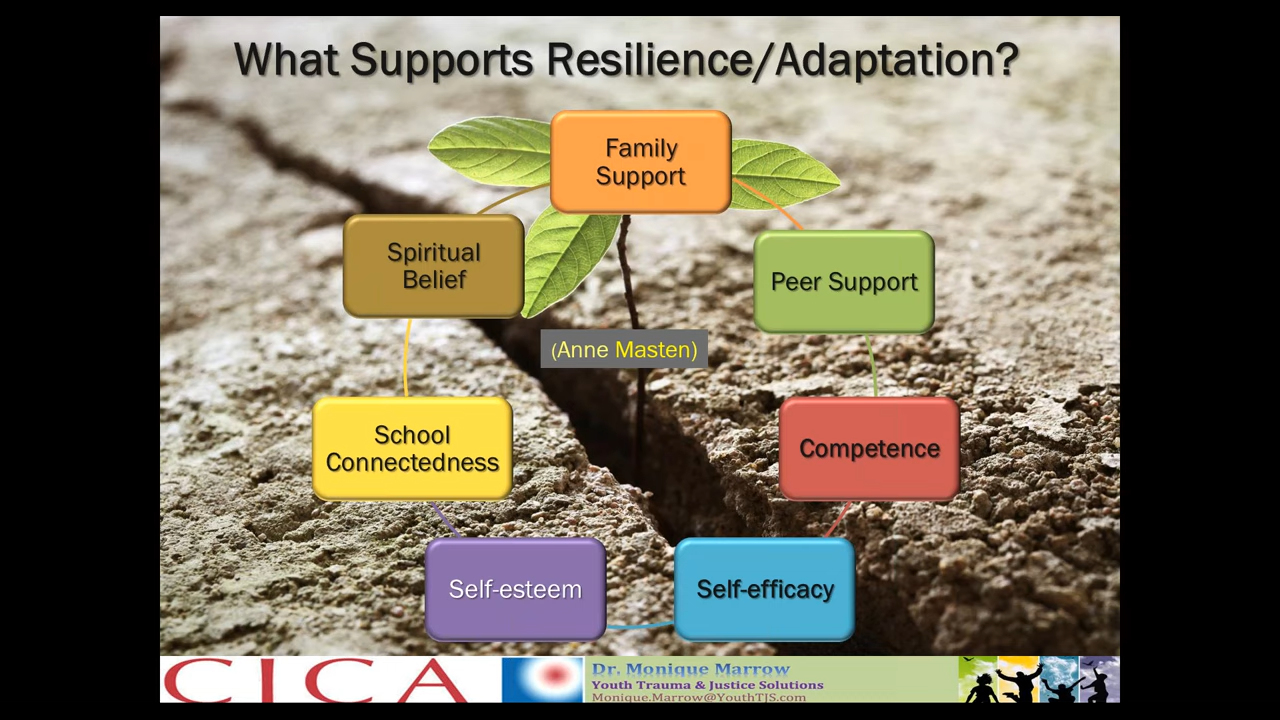 What Supports Resilience/Adaptation?
Family
Support
Spiritual
Belief
Peer Support
(Anne Masten)
School
Connectedness
Competence
Self-esteem
Self-efficacy
CICA
Dr. Monique Marrow
Youth Trauma & Justice Solutions
Monique.Marrow@YouthTJS.com